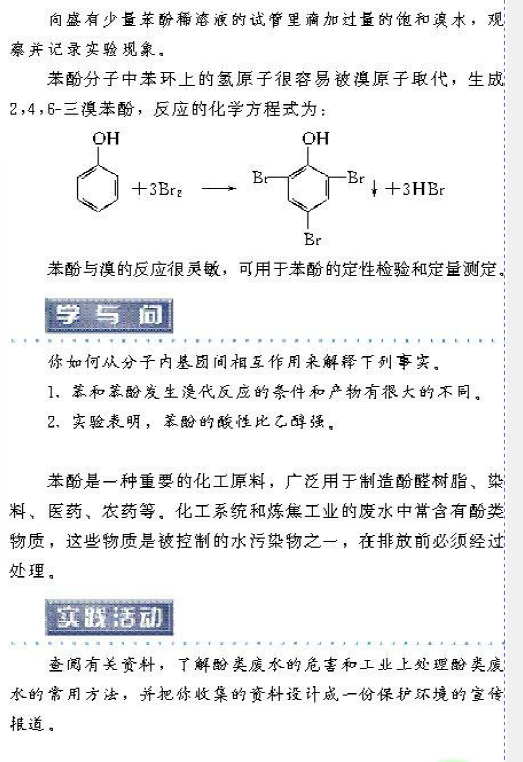 向盛有少量苯酚稀溶液的试管里滴加过量的饱和溴水，观
察并记录实验现象。
苯酚分子中苯环上的氢原子很容易被溴原子取代，生成
2,4,6-三溴苯酚，反应的化学方程式为：
OH
OH
+3Br₂
Br
Br
↓+3HBr
Br
苯酚与溴的反应很灵敏，可用于苯酚的定性检验和定量测定。
学与问
你如何从分子内基团间相互作用来解释下列事实。
1. 苯和苯酚发生溴代反应的条件和产物有很大的不同。
2. 实验表明，苯酚的酸性比乙醇强。
苯酚是一种重要的化工原料，广泛用于制造酚醛树脂、染
料、医药、农药等。化工系统和炼焦工业的废水中常含有酚类
物质，这些物质是被控制的水污染物之一，在排放前必须经过
处理。
实践活动
查阅有关资料，了解酚类废水的危害和工业上处理酚类废
水的常用方法，并把你收集的资料设计成一份保护环境的宣传
报道。